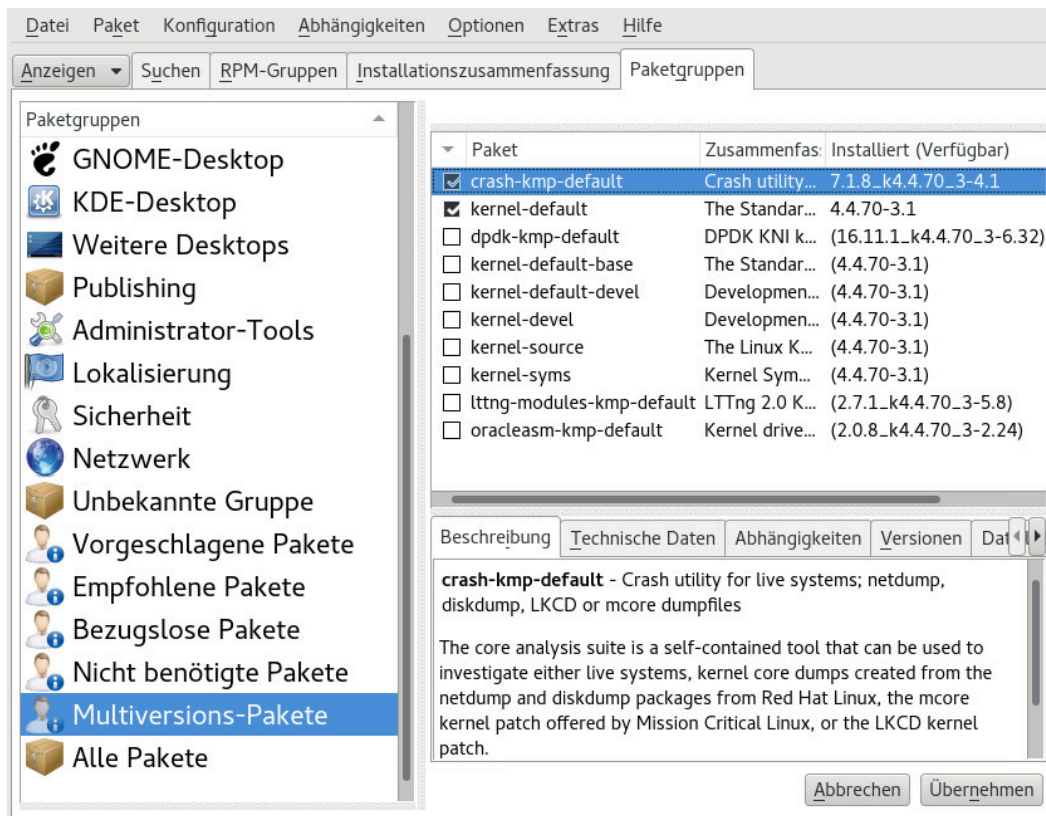 Datei Paket Konfiguration Abhängigkeiten Optionen Extras Hilfe
Anzeigen Suchen RPM-Gruppen Installationszusammenfassung Paketgruppen
Paketgruppen
GNOME-Desktop
KDE-Desktop
Weitere Desktops
Publishing
Administrator-Tools
Lokalisierung
Sicherheit
Netzwerk
Unbekannte Gruppe
Vorgeschlagene Pakete
Empfohlene Pakete
Bezugslose Pakete
Nicht benötigte Pakete
Multiversions-Pakete
Alle Pakete
Paket Zusammenfas: Installiert (Verfügbar)
crash-kmp-default Crash utility... 7.1.8_k4.4.70_3-4.1
kernel-default The Standar... 4.4.70-3.1
dpdk-kmp-default DPDK KNI k... (16.11.1_k4.4.70_3-6.32)
kernel-default-base The Standar... (4.4.70-3.1)
kernel-default-devel Developmen... (4.4.70-3.1)
kernel-devel Developmen... (4.4.70-3.1)
kernel-source The Linux K... (4.4.70-3.1)
kernel-syms Kernel Sym... (4.4.70-3.1)
lttng-modules-kmp-default LTTng 2.0 K... (2.7.1_k4.4.70_3-5.8)
oracleasm-kmp-default Kernel drive... (2.0.8_k4.4.70_3-2.24)
Beschreibung Technische Daten Abhängigkeiten Versionen Dat
crash-kmp-default - Crash utility for live systems; netdump,
diskdump, LKCD or mcore dumpfiles
The core analysis suite is a self-contained tool that can be used to
investigate either live systems, kernel core dumps created from the
netdump and diskdump packages from Red Hat Linux, the mcore
kernel patch offered by Mission Critical Linux, or the LKCD kernel
patch.
Abbrechen Übernehmen